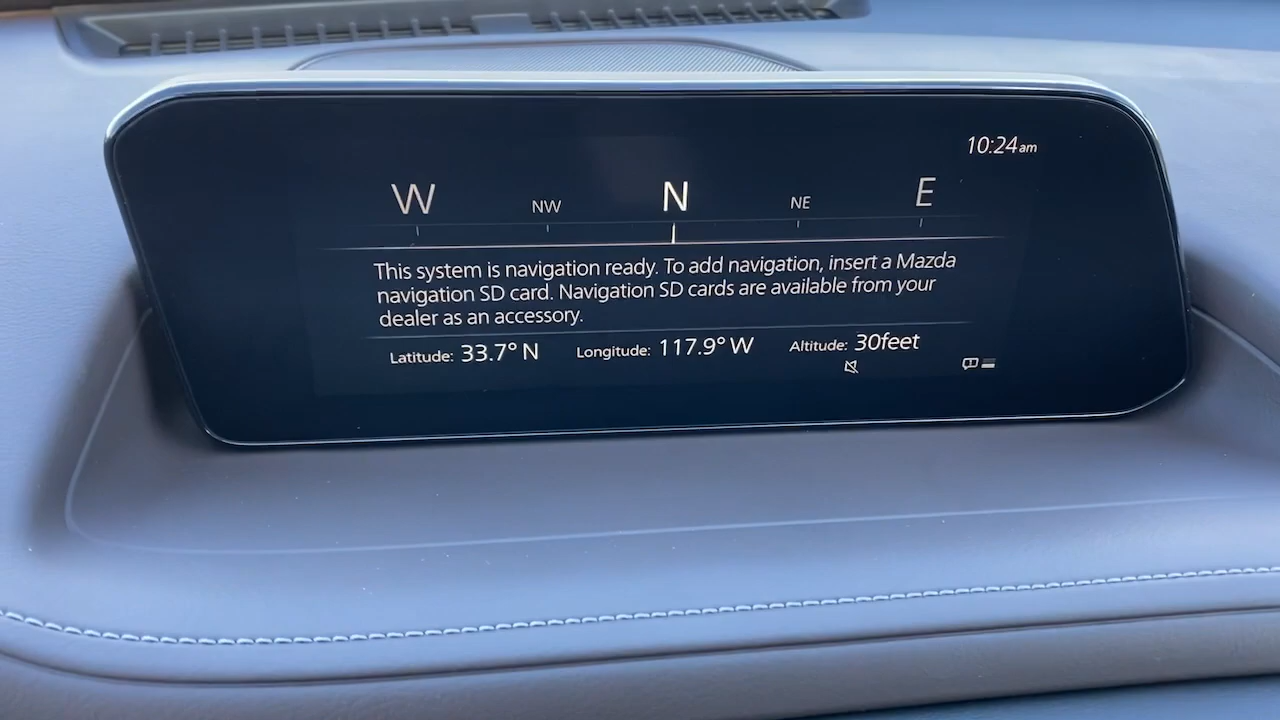 10:24am
W NW N NE E
This system is navigation ready. To add navigation, insert a Mazda
navigation SD card. Navigation SD cards are available from your
dealer as an accessory.
Latitude: 33.7° N Longitude: 117.9° W Altitude: 30feet